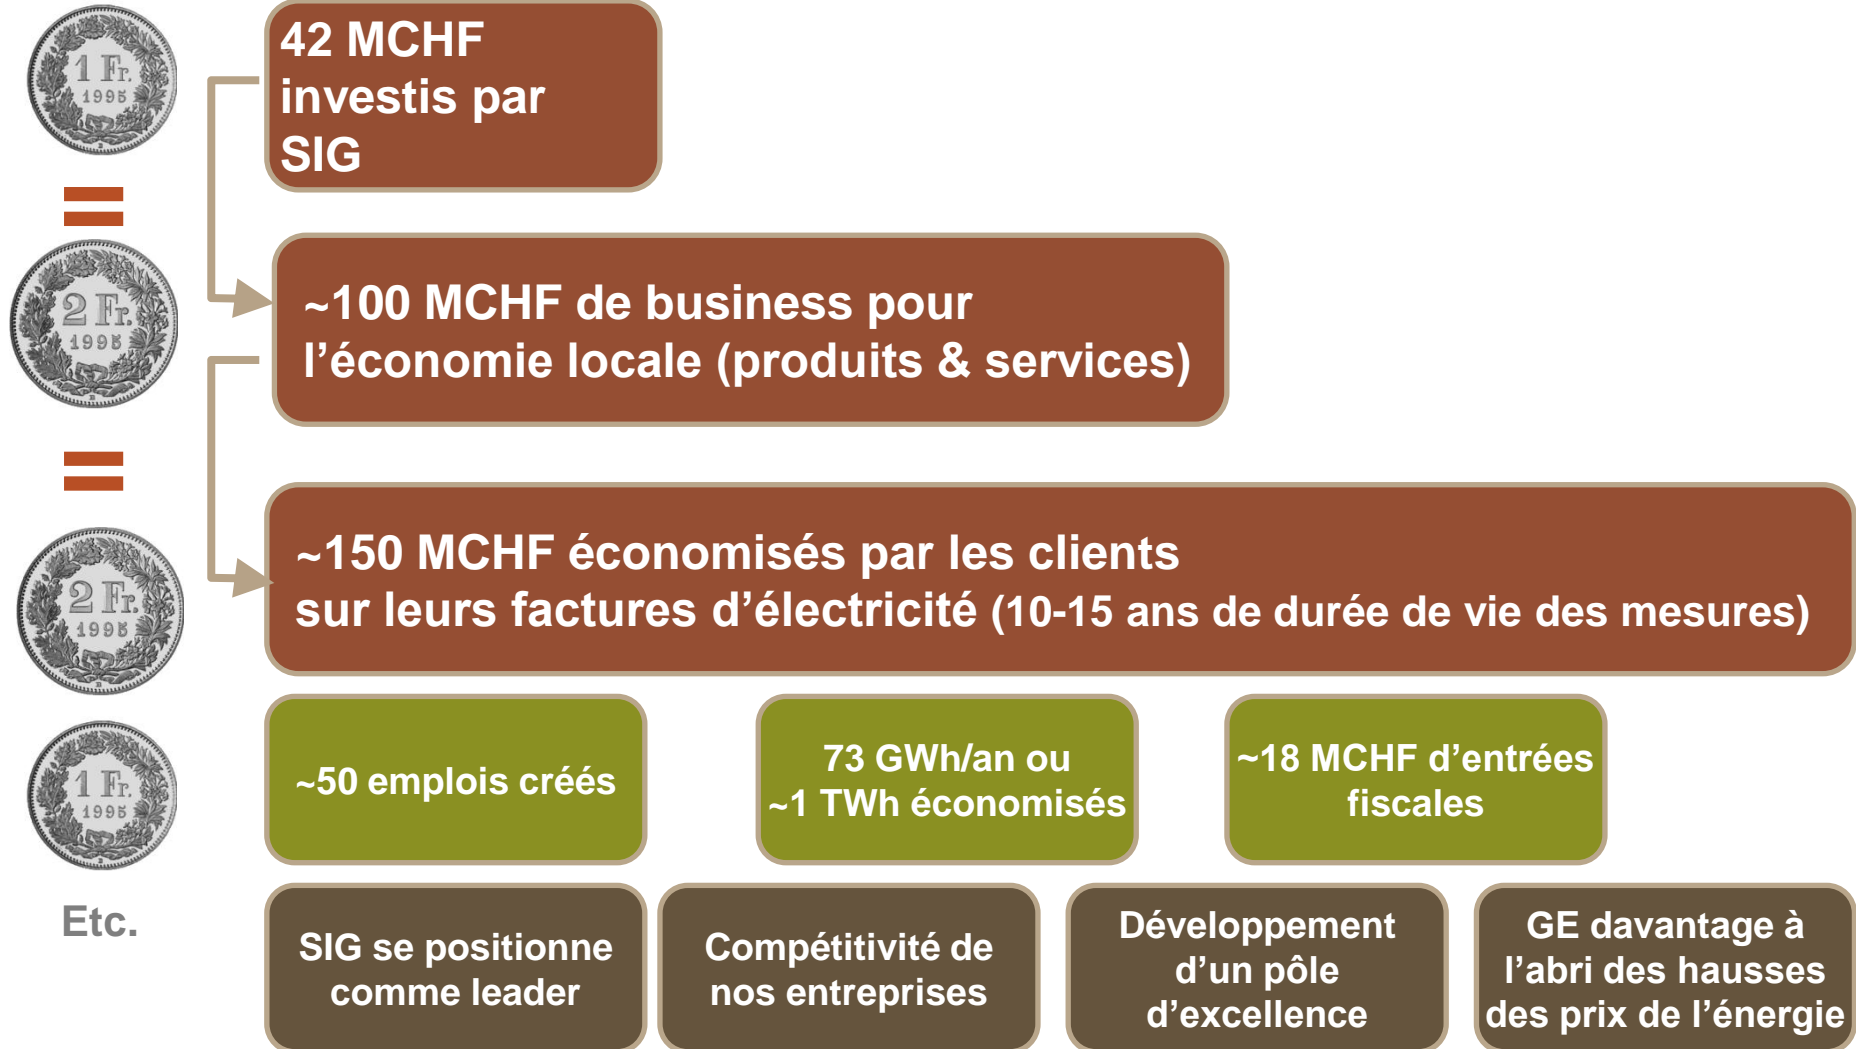 1 Fr.
1995
42 MCHF
investis par
SIG
2 Fr.
1995
~100 MCHF de business pour
l’économie locale (produits & services)
2 Fr.
1995
~150 MCHF économisés par les clients
sur leurs factures d’électricité (10-15 ans de durée de vie des mesures)
1 Fr.
1995
Etc.
~50 emplois créés
73 GWh/an ou
~1 TWh économisés
~18 MCHF d’entrées
fiscales
SIG se positionne
comme leader
Compétitivité de
nos entreprises
Développement
d’un pôle
d’excellence
GE davantage à
l’abri des hausses
des prix de l’énergie